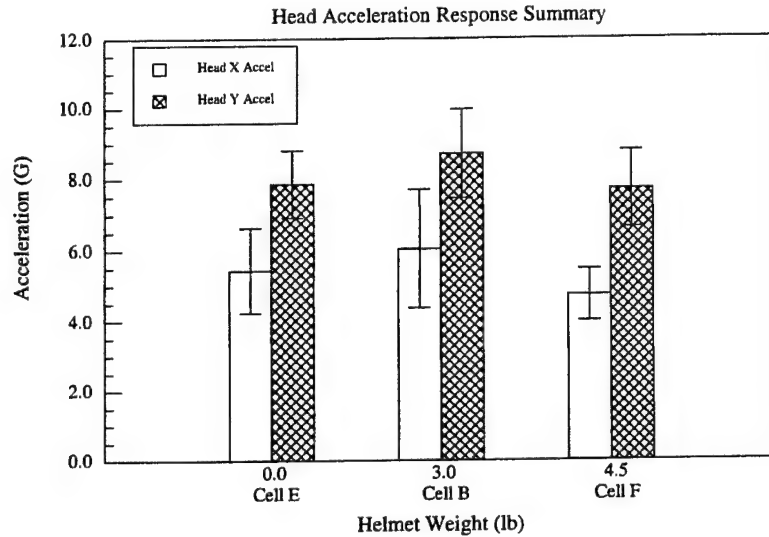 Head Acceleration Response Summary
12.0
10.0
8.0
6.0
4.0
2.0
0.0
Acceleration (G)
Head X Accel
Head Y Accel
0.0
Cell E
3.0
Cell B
4.5
Cell F
Helmet Weight (lb)